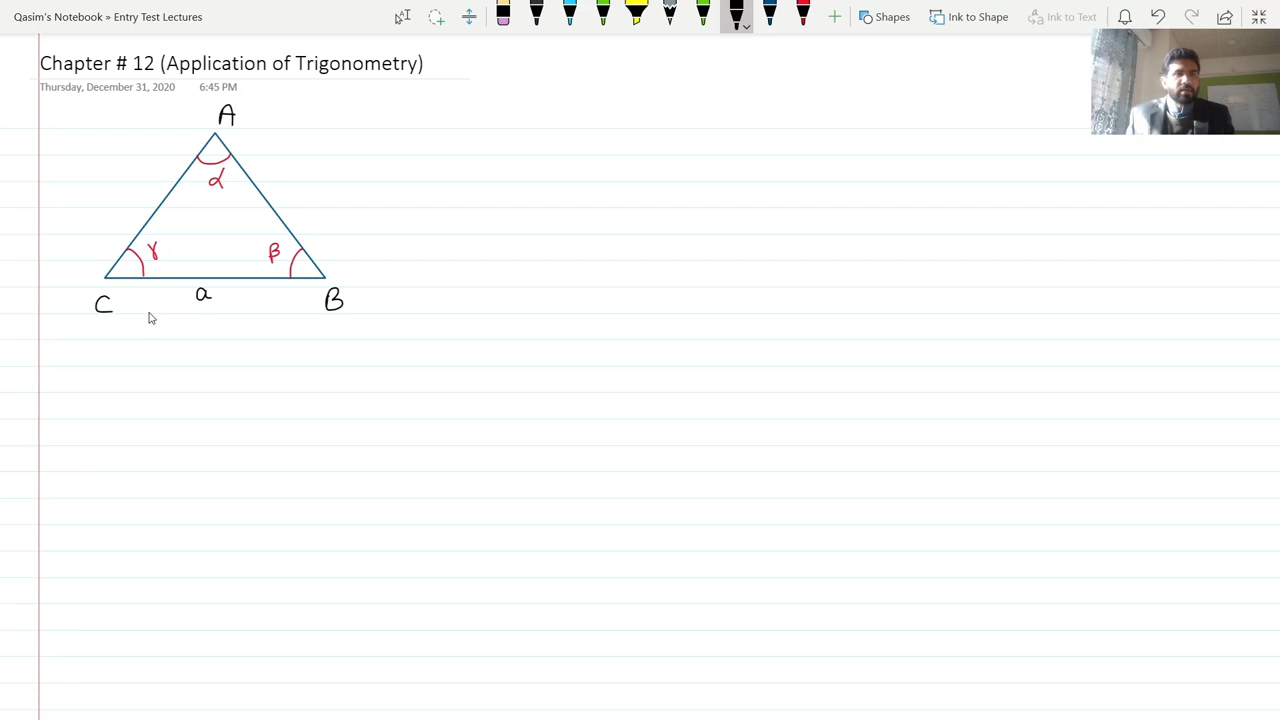 Qasim's Notebook » Entry Test Lectures
Shapes
Ink to Shape
Ink to Text
Chapter # 12 (Application of Trigonometry)
Thursday, December 31, 2020 6:45 PM
A
α
γ β
C a B